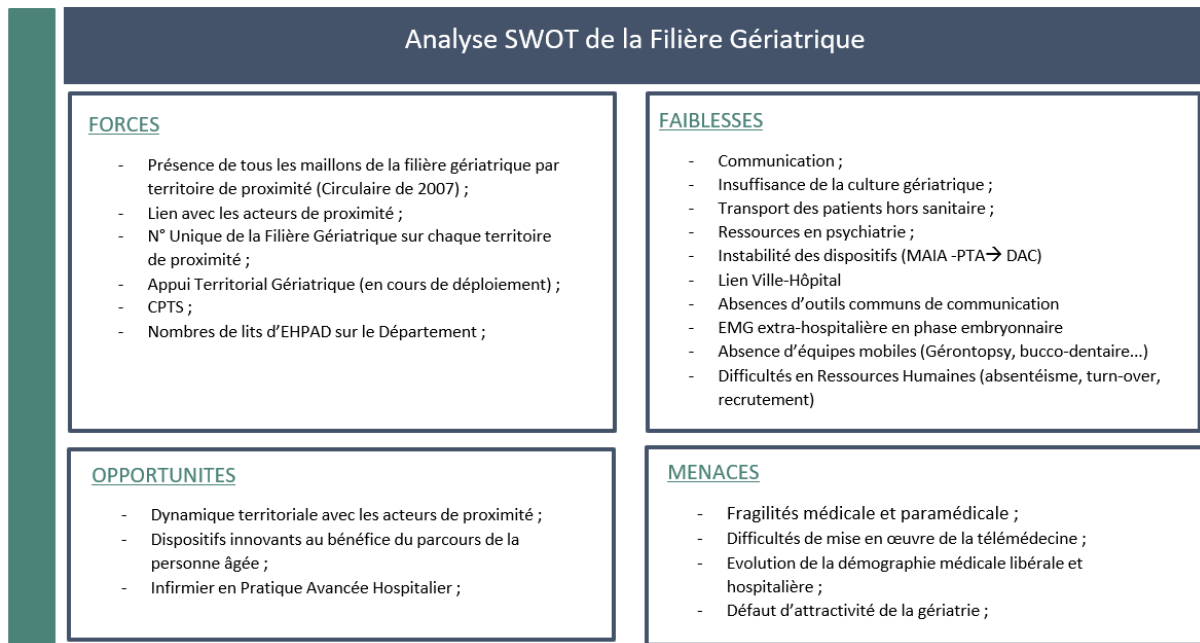 Analyse SWOT de la Filière Gériatrique
FORCES
- Présence de tous les maillons de la filière gériatrique par
territoire de proximité (Circulaire de 2007) ;
- Lien avec les acteurs de proximité ;
- N° Unique de la Filière Gériatrique sur chaque territoire
de proximité ;
- Appui Territorial Gériatrique (en cours de déploiement) ;
- CPTS ;
- Nombres de lits d’EHPAD sur le Département ;
FAIBLESSES
- Communication ;
- Insuffisance de la culture gériatrique ;
- Transport des patients hors sanitaire ;
- Ressources en psychiatrie ;
- Instabilité des dispositifs (MAIA -PTA→ DAC)
- Lien Ville-Hôpital
- Absences d’outils communs de communication
- EMG extra-hospitalière en phase embryonnaire
- Absence d’équipes mobiles (Gérontopsy, bucco-dentaire...)
- Difficultés en Ressources Humaines (absentéisme, turn-over,
recrutement)
OPPORTUNITES
- Dynamique territoriale avec les acteurs de proximité ;
- Dispositifs innovants au bénéfice du parcours de la
personne âgée ;
- Infirmier en Pratique Avancée Hospitalier ;
MENACES
- Fragilités médicale et paramédicale ;
- Difficultés de mise en œuvre de la télémédecine ;
- Evolution de la démographie médicale libérale et
hospitalière ;
- Défaut d’attractivité de la gériatrie ;